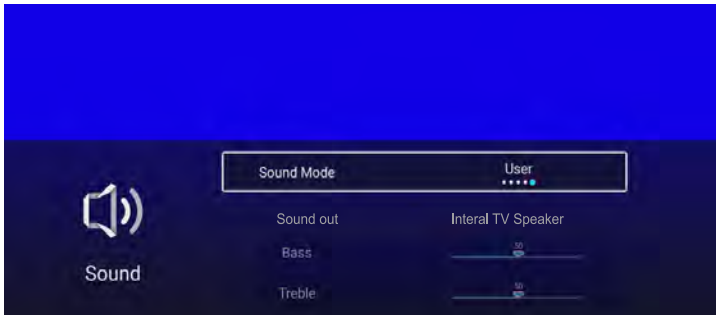 Sound Mode User
Sound out Interal TV Speaker
Bass 50
Treble 50
Sound